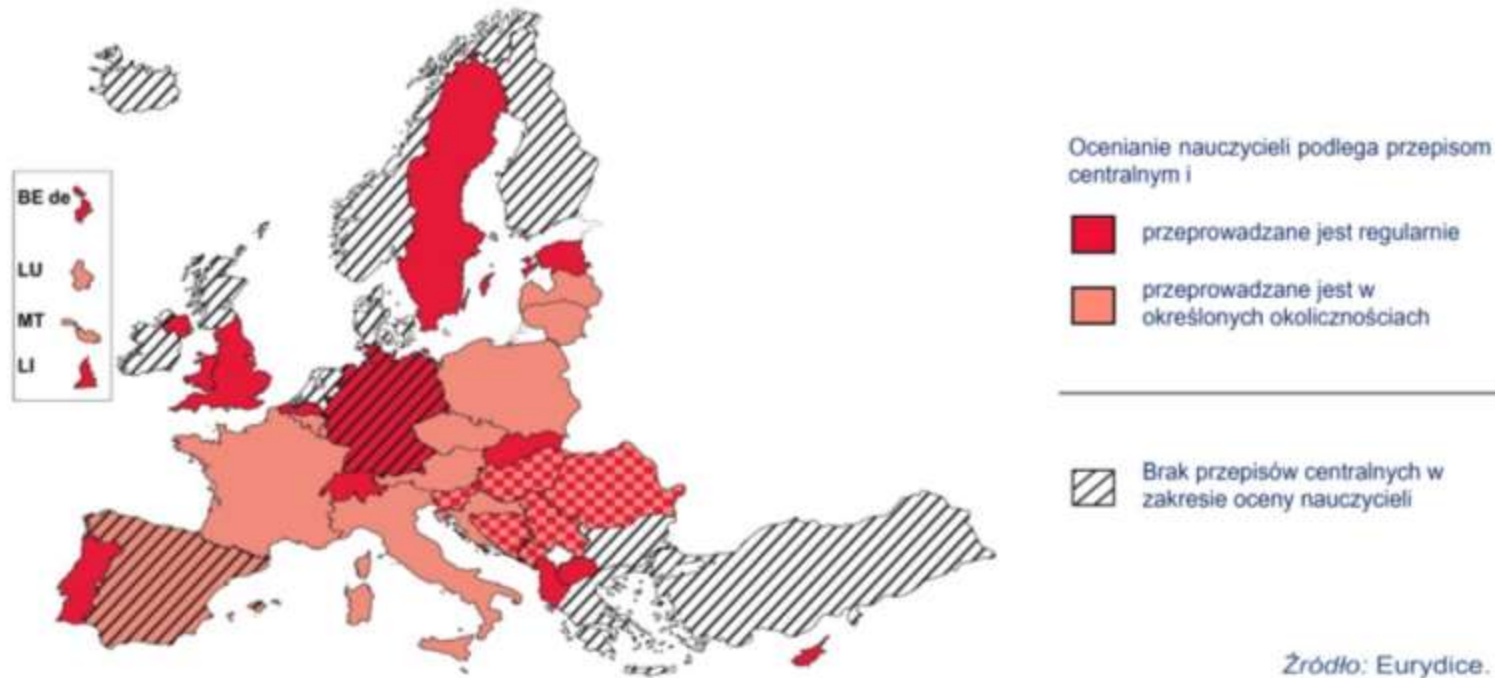 BE de
LU
MT
LI
Ocenianie nauczycieli podlega przepisom
centralnym i
przeprowadzane jest regularnie
przeprowadzane jest w
określonych okolicznościach
Brak przepisów centralnych w
zakresie oceny nauczycieli
Źródło: Eurydice.